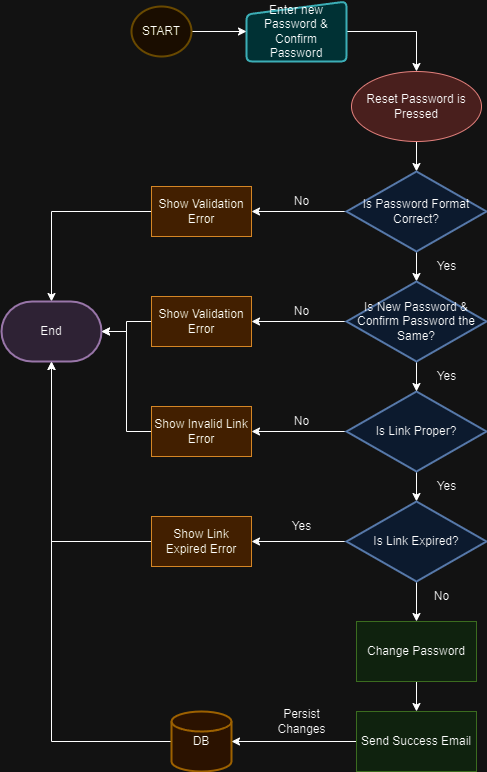 START
Enter new
Password &
Confirm
Password
Reset Password is
Pressed
Is Password Format
Correct?
No
Show Validation
Error
Yes
Is New Password &
Confirm Password the
Same?
No
Show Validation
Error
End
Yes
Is Link Proper?
No
Show Invalid Link
Error
Yes
Is Link Expired?
Yes
Show Link
Expired Error
No
Change Password
Send Success Email
Persist
Changes
DB